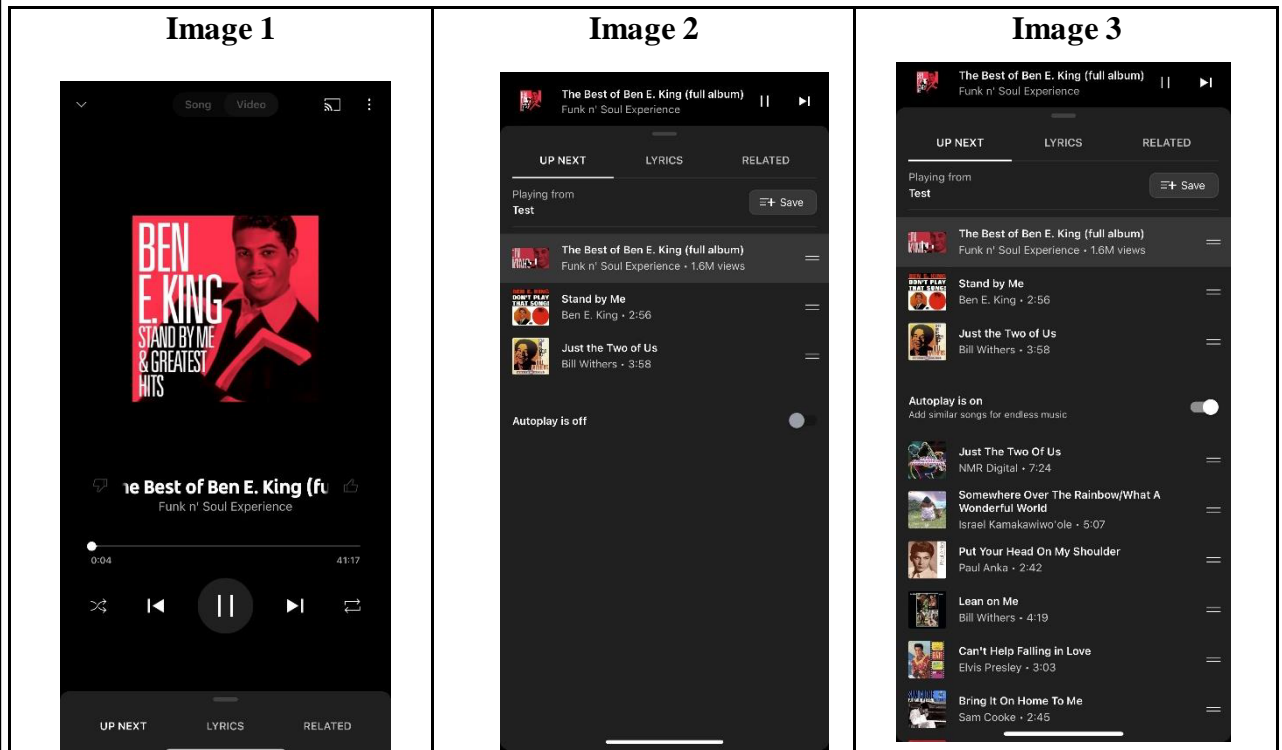 Image 1
Song Video
BEN
E. KING
STAND BY ME
& GREATEST
HITS
ne Best of Ben E. King (fu
Funk n' Soul Experience
0:04 41:17
UP NEXT LYRICS RELATED
Image 2
The Best of Ben E. King (full album)
Funk n' Soul Experience
UP NEXT LYRICS RELATED
Playing from
Test
Save
The Best of Ben E. King (full album)
Funk n' Soul Experience • 1.6M views
Stand by Me
Ben E. King • 2:56
DON'T PLAY
THAT SONG!
Just the Two of Us
Bill Withers • 3:58
Autoplay is off
Image 3
The Best of Ben E. King (full album)
Funk n' Soul Experience
UP NEXT LYRICS RELATED
Playing from
Test
Save
The Best of Ben E. King (full album)
Funk n' Soul Experience • 1.6M views
Stand by Me
Ben E. King • 2:56
DON'T PLAY
THAT SONG!
Just the Two of Us
Bill Withers • 3:58
Autoplay is on
Add similar songs for endless music
Just The Two Of Us
NMR Digital • 7:24
Somewhere Over The Rainbow/What A
Wonderful World
Israel Kamakawiwo'ole • 5:07
Put Your Head On My Shoulder
Paul Anka • 2:42
Lean on Me
Bill Withers • 4:19
Can't Help Falling in Love
Elvis Presley • 3:03
Bring It On Home To Me
Sam Cooke • 2:45